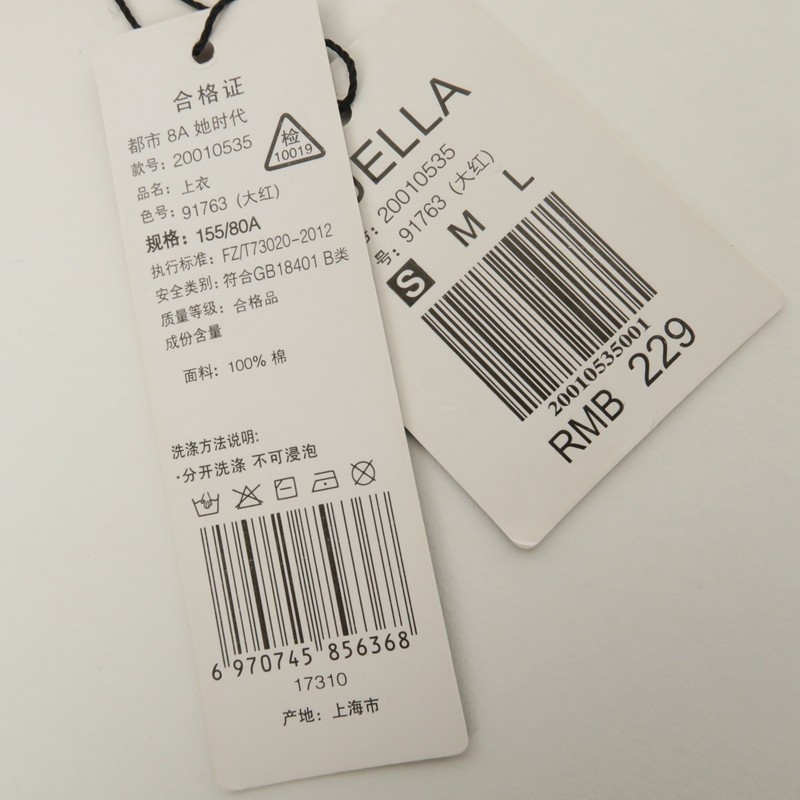 合格证
都市 8A 她时代
款号: 20010535
检
10019
品名: 上衣
色号: 91763 (大红)
规格: 155/80A
执行标准: FZ/T73020-2012
安全类别: 符合GB18401 B类
质量等级: 合格品
成份含量
面料: 100% 棉
洗涤方法说明:
·分开洗涤 不可浸泡
6 970745 856368
17310
产地: 上海市
DELLA
号: 20010535
号: 91763 (大红)
S M L
20010535001
RMB 229